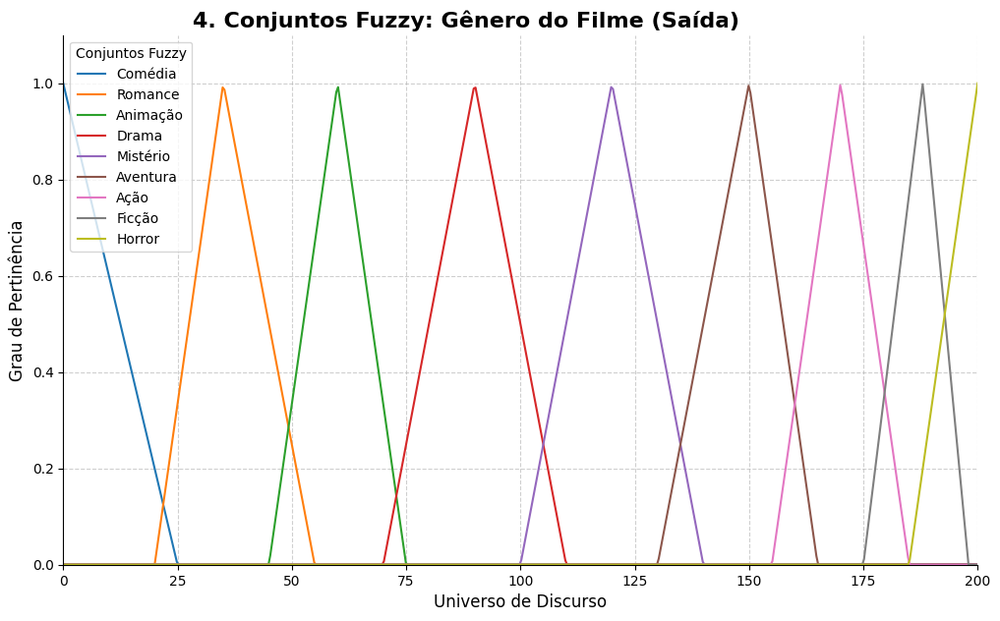 4. Conjuntos Fuzzy: Gênero do Filme (Saída)
Conjuntos Fuzzy
Comédia
Romance
Animação
Drama
Mistério
Aventura
Ação
Ficção
Horror
Grau de Pertinência
1.0
0.8
0.6
0.4
0.2
0.0
0 25 50 75 100 125 150 175 200
Universo de Discurso